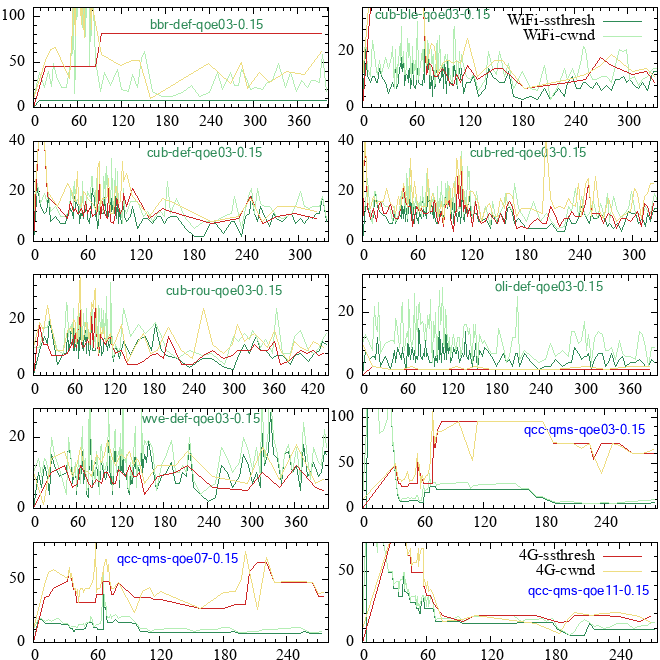 100 50 0 bbr-def-qoe03-0.15
0 60 120 180 240 300 360
20 0 cub-ble-qoe03-0.15 WiFi-ssthresh
WiFi-cwnd
0 60 120 180 240 300
40 20 0 cub-def-qoe03-0.15
0 60 120 180 240 300
40 20 0 cub-red-qoe03-0.15
0 60 120 180 240 300
20 0 cub-rou-qoe03-0.15
0 60 120 180 240 300 360 420
20 0 oli-def-qoe03-0.15
0 60 120 180 240 300 360
20 0 wve-def-qoe03-0.15
0 60 120 180 240 300 360
100 50 0 qcc-qms-qoe03-0.15
0 60 120 180 240
50 0 qcc-qms-qoe07-0.15
0 60 120 180 240
50 0 4G-ssthresh
4G-cwnd
qcc-qms-qoe11-0.15
0 60 120 180 240